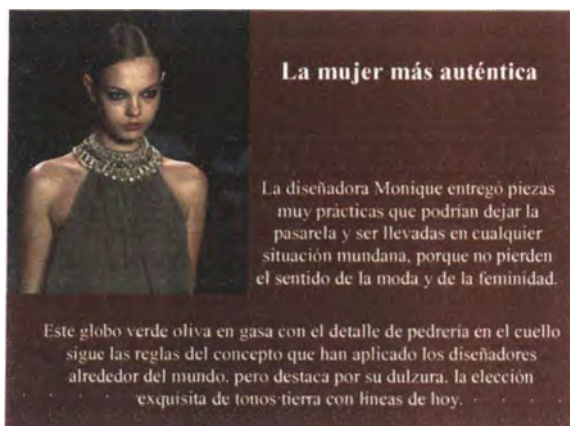 La mujer más auténtica
La diseñadora Monique entregó piezas
muy prácticas que podrían dejar la
pasarela y ser llevadas en cualquier
situación mundana, porque no pierden
el sentido de la moda y de la feminidad.
Este globo verde oliva en gasa con el detalle de pedrería en el cuello
sigue las reglas del concepto que han aplicado los diseñadores
alrededor del mundo, pero destaca por su dulzura, la elección
exquisita de tonos tierra con líneas de hoy.